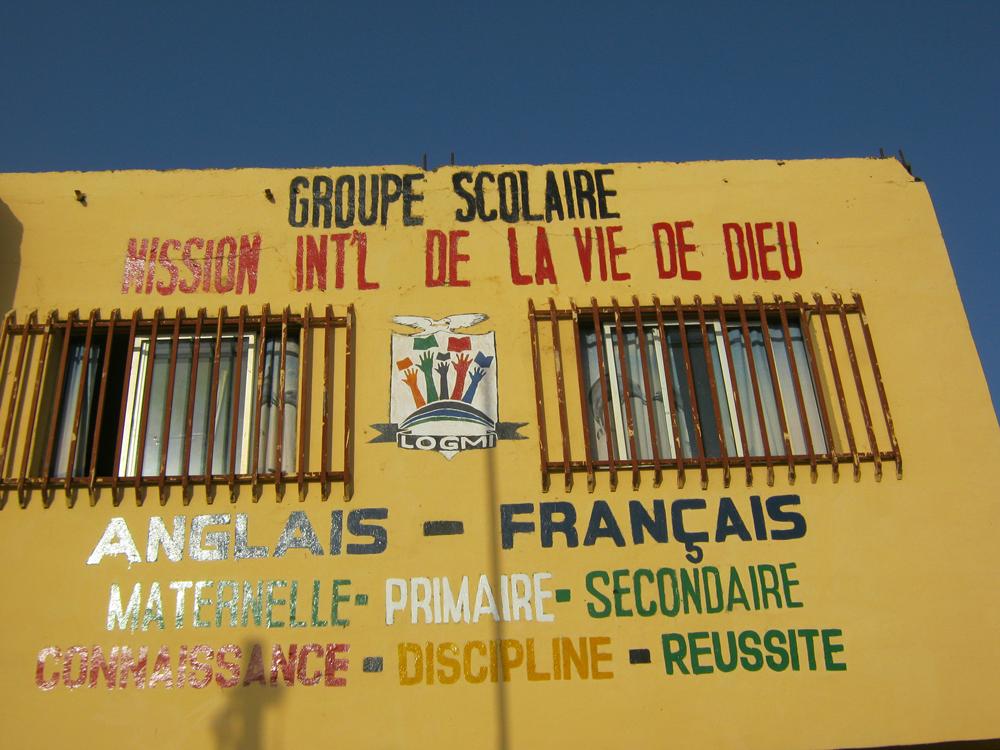 GROUPE SCOLAIRE
MISSION INT'L DE LA VIE DE DIEU
LOGMI
ANGLAIS - FRANÇAIS
MATERNELLE - PRIMAIRE - SECONDAIRE
CONNAISSANCE - DISCIPLINE - REUSSITE